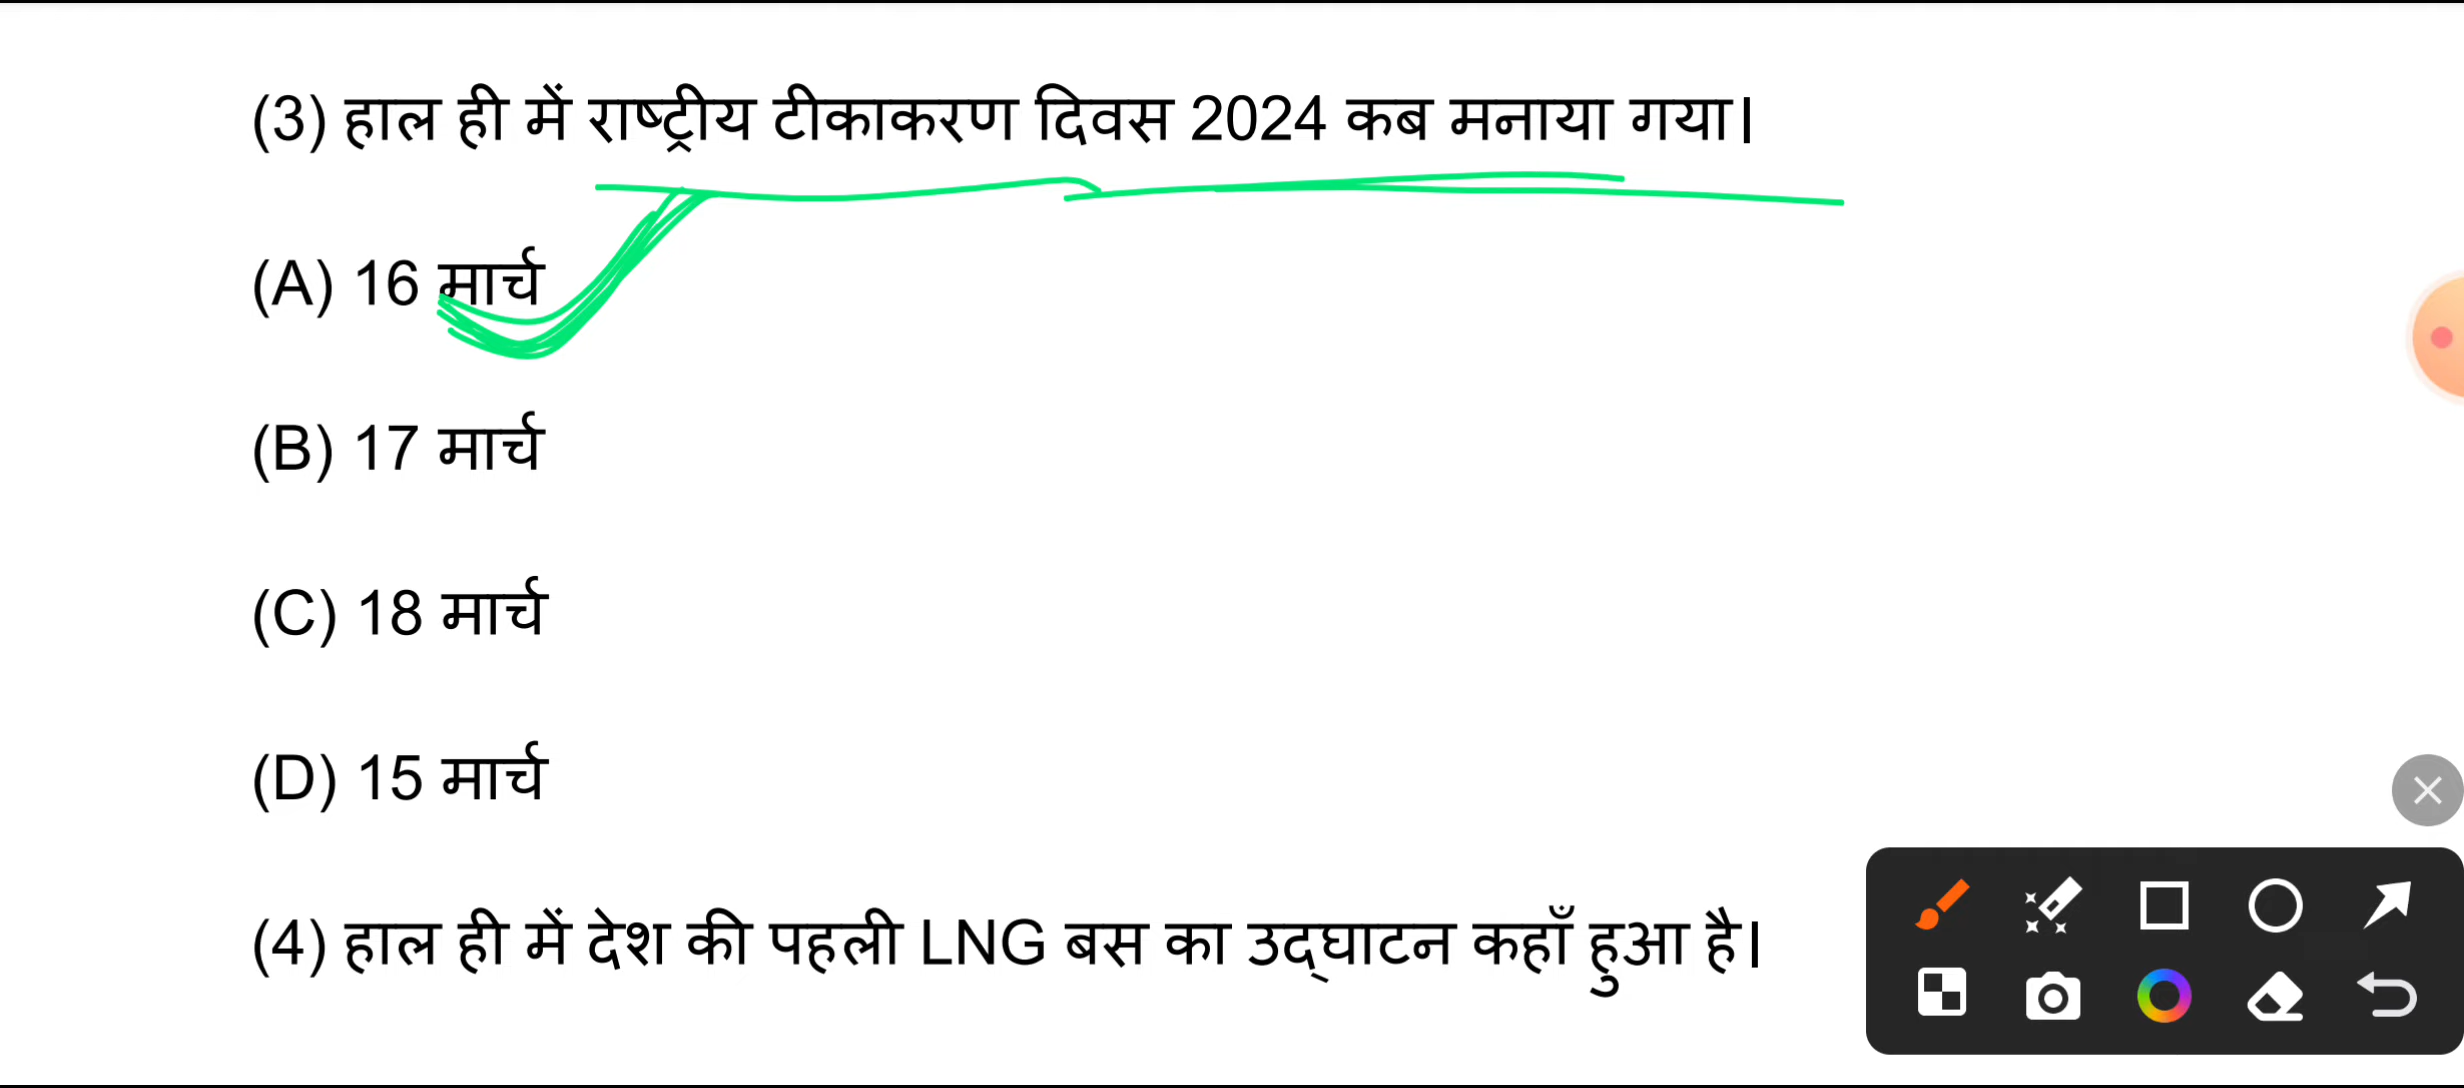 (3) हाल ही में राष्ट्रीय टीकाकरण दिवस 2024 कब मनाया गया।
(A) 16 मार्च
(B) 17 मार्च
(C) 18 मार्च
(D) 15 मार्च
(4) हाल ही में देश की पहली LNG बस का उद्‌घाटन कहाँ हुआ है।